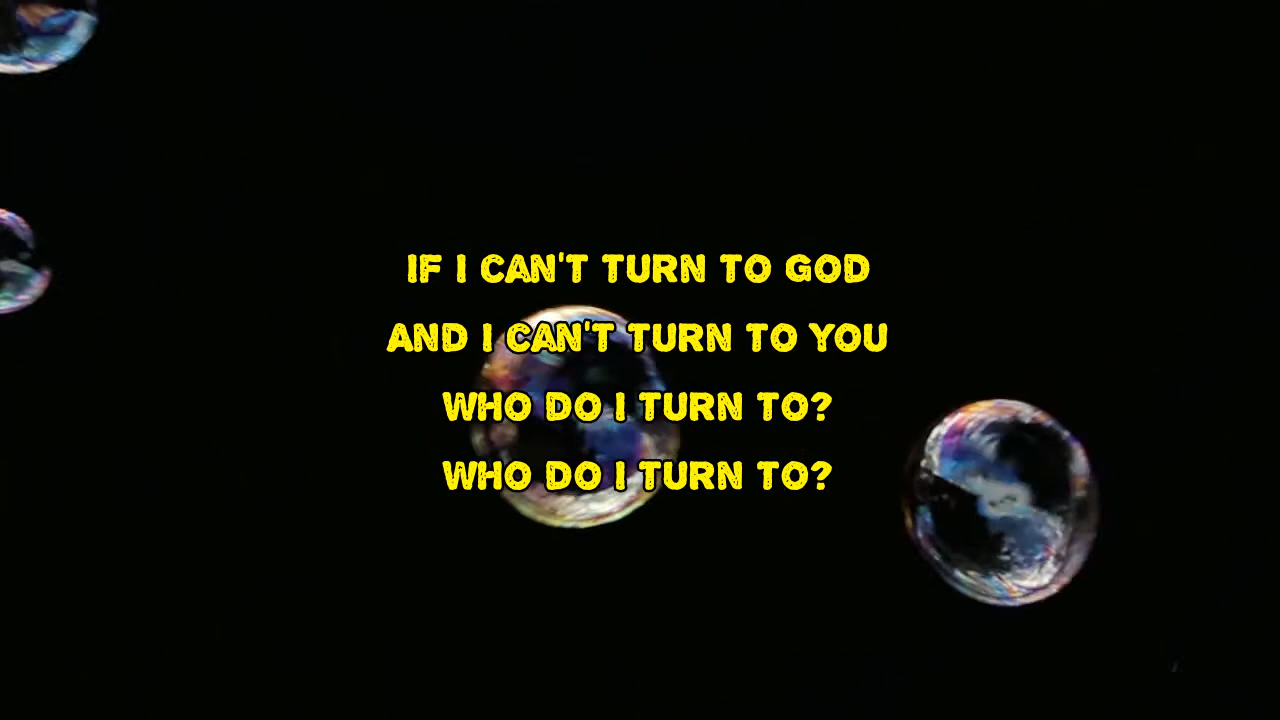 IF I CAN'T TURN TO GOD
AND I CAN'T TURN TO YOU
WHO DO I TURN TO?
WHO DO I TURN TO?